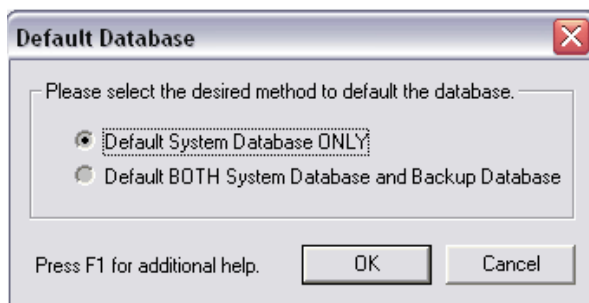 Default Database
Please select the desired method to default the database.
Default System Database ONLY
Default BOTH System Database and Backup Database
Press F1 for additional help.
OK
Cancel